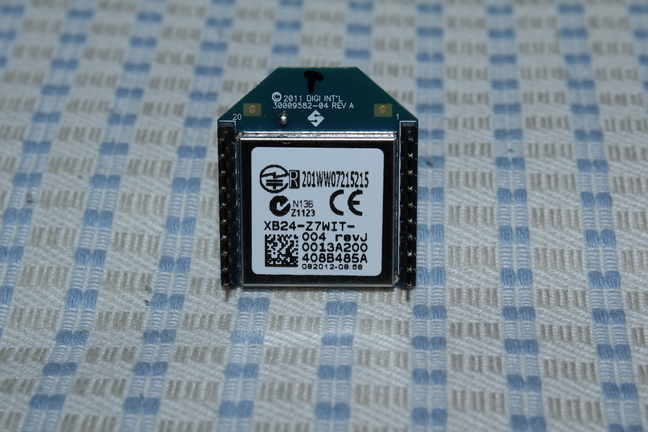 © 2011 DIGI INT'L
30009582-04 REV A
20
1
R 201WW07215215
N136
Z1123
CE
XB24-Z7WIT-
004 revJ
0013A200
408B485A
082012-08:58